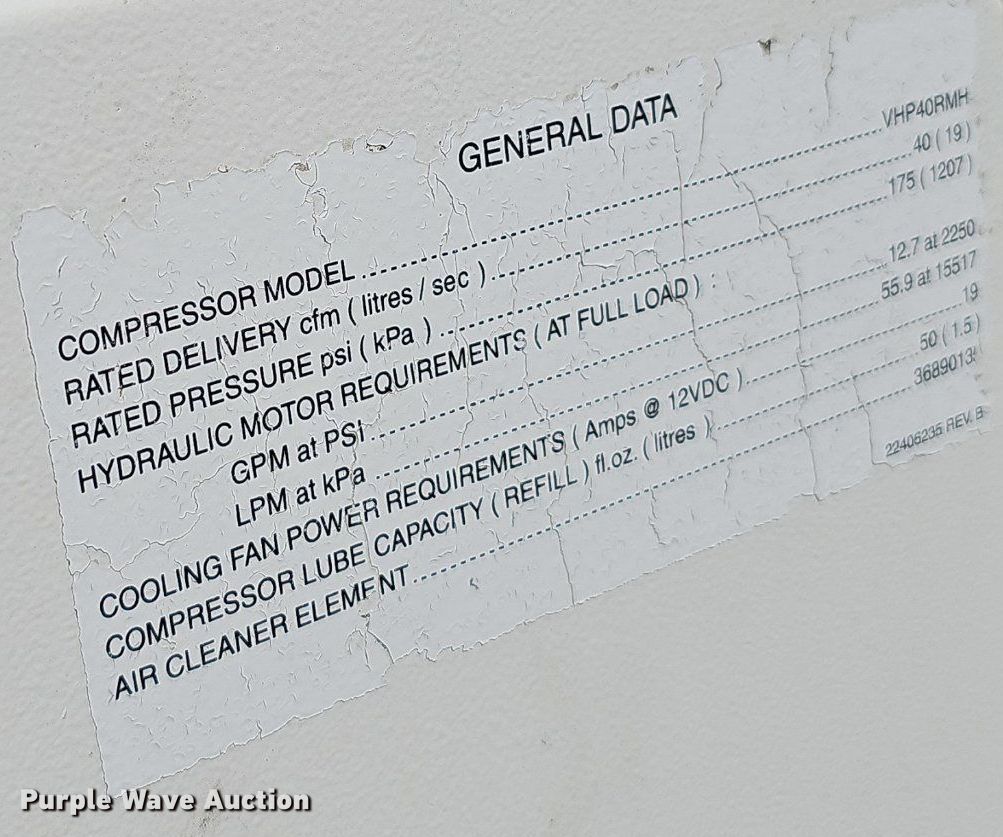 GENERAL DATA
COMPRESSOR MODEL VHP40RMH
RATED DELIVERY cfm ( litres / sec ) 40 ( 19 )
RATED PRESSURE psi ( kPa ) 175 ( 1207 )
HYDRAULIC MOTOR REQUIREMENTS ( AT FULL LOAD ) :
GPM at PSI 12.7 at 2250
LPM at kPa 55.9 at 15517
COOLING FAN POWER REQUIREMENTS ( Amps @ 12VDC ) 19
COMPRESSOR LUBE CAPACITY ( REFILL ) fl.oz. ( litres ) 50 ( 1.5 )
AIR CLEANER ELEMENT
22406235 REV. B
Purple Wave Auction